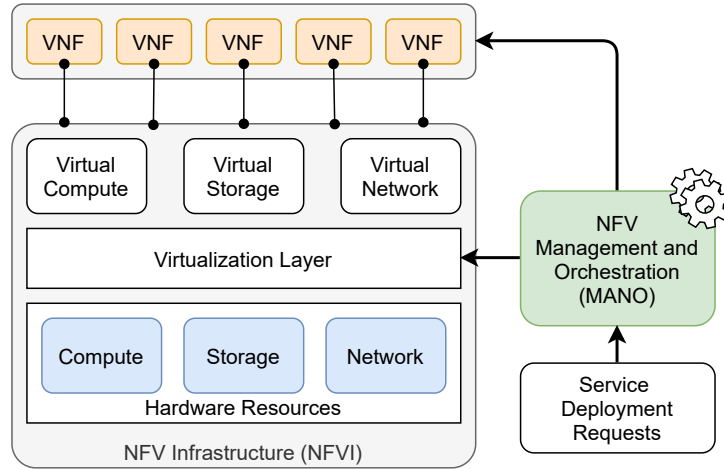 VNF VNF VNF VNF VNF
Virtual
Compute
Virtual
Storage
Virtual
Network
Virtualization Layer
Compute
Storage
Network
Hardware Resources
NFV Infrastructure (NFVI)
NFV
Management and
Orchestration
(MANO)
Service
Deployment
Requests